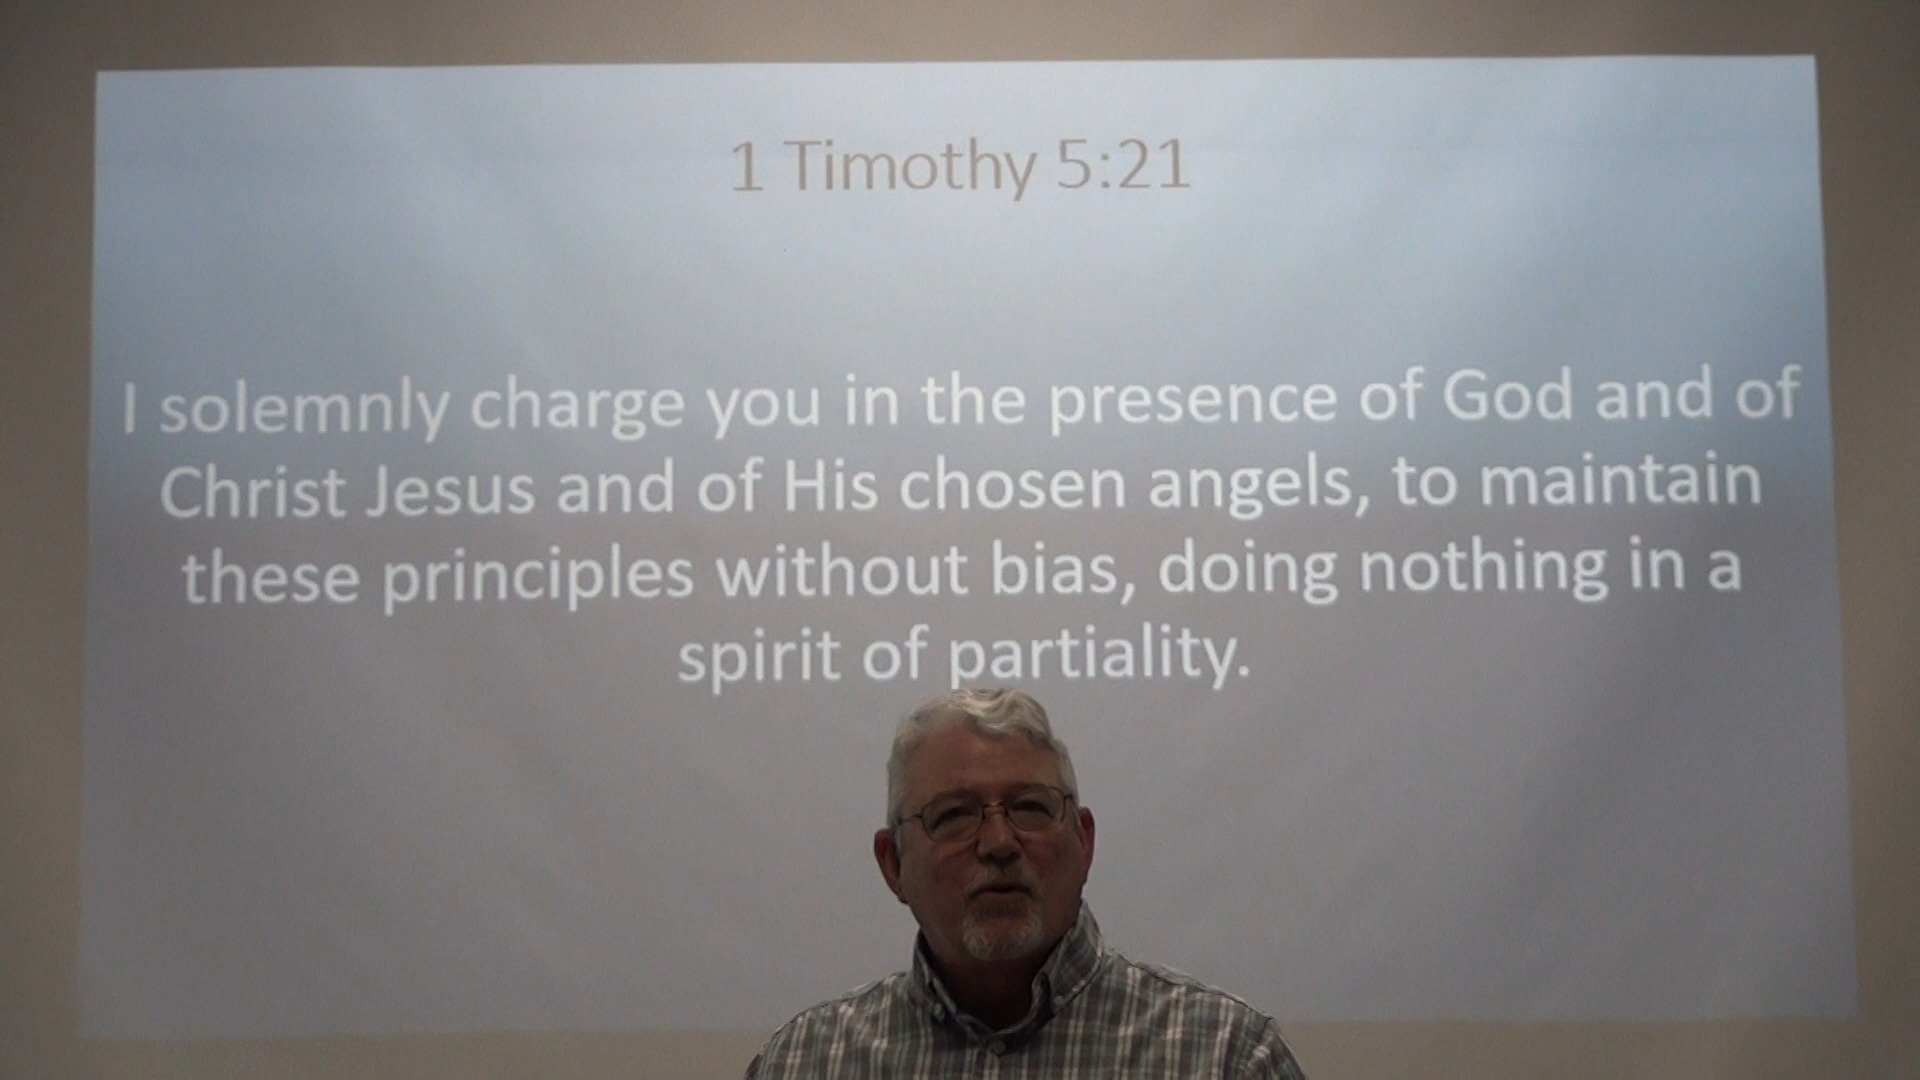 1 Timothy 5:21
I solemnly charge you in the presence of God and of
Christ Jesus and of His chosen angels, to maintain
these principles without bias, doing nothing in a
spirit of partiality.